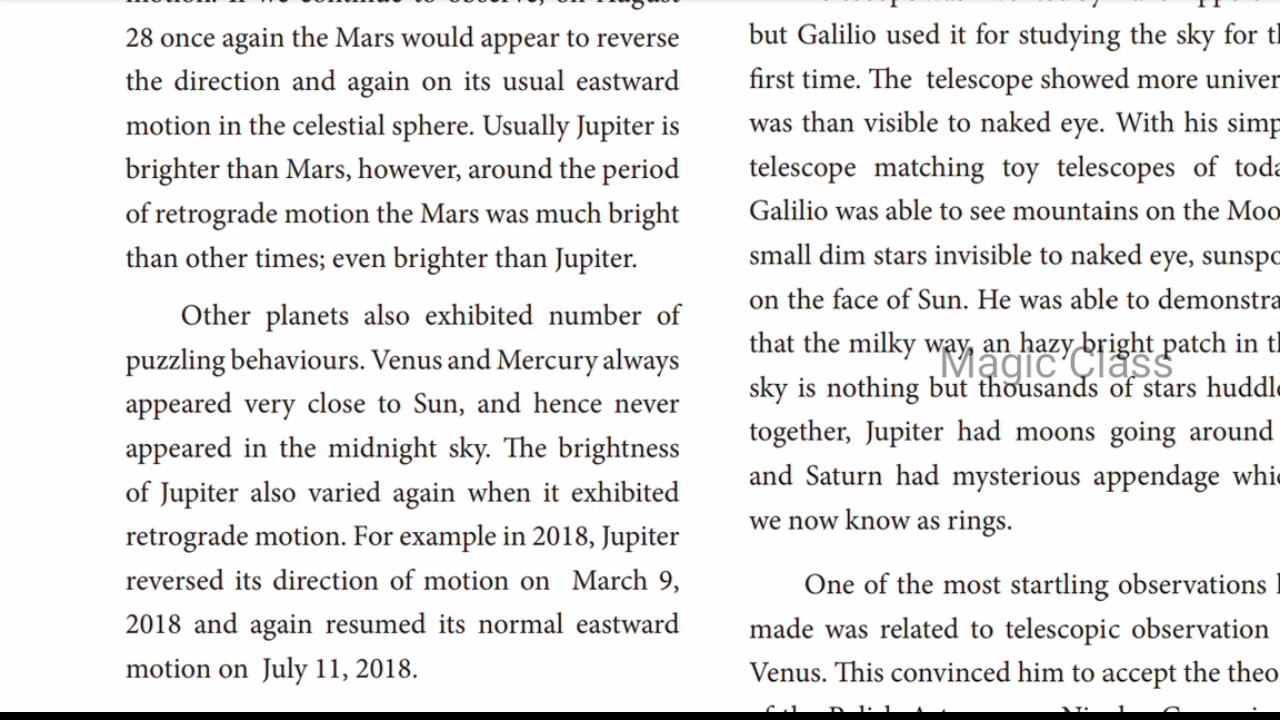 28 once again the Mars would appear to reverse
the direction and again on its usual eastward
motion in the celestial sphere. Usually Jupiter is
brighter than Mars, however, around the period
of retrograde motion the Mars was much bright
than other times; even brighter than Jupiter.
Other planets also exhibited number of
puzzling behaviours. Venus and Mercury always
appeared very close to Sun, and hence never
appeared in the midnight sky. The brightness
of Jupiter also varied again when it exhibited
retrograde motion. For example in 2018, Jupiter
reversed its direction of motion on March 9,
2018 and again resumed its normal eastward
motion on July 11, 2018.
but Galilio used it for studying the sky for
first time. The telescope showed more
was than visible to naked eye. With his
telescope matching toy telescopes of
Galilio was able to see mountains on the
small dim stars invisible to naked eye,
on the face of Sun. He was able to
that the milky way, an hazy bright patch in
sky is nothing but thousands of stars
together, Jupiter had moons going around
and Saturn had mysterious appendage
we now know as rings.
One of the most startling observations
made was related to telescopic observation
Venus. This convinced him to accept the
Magic Class